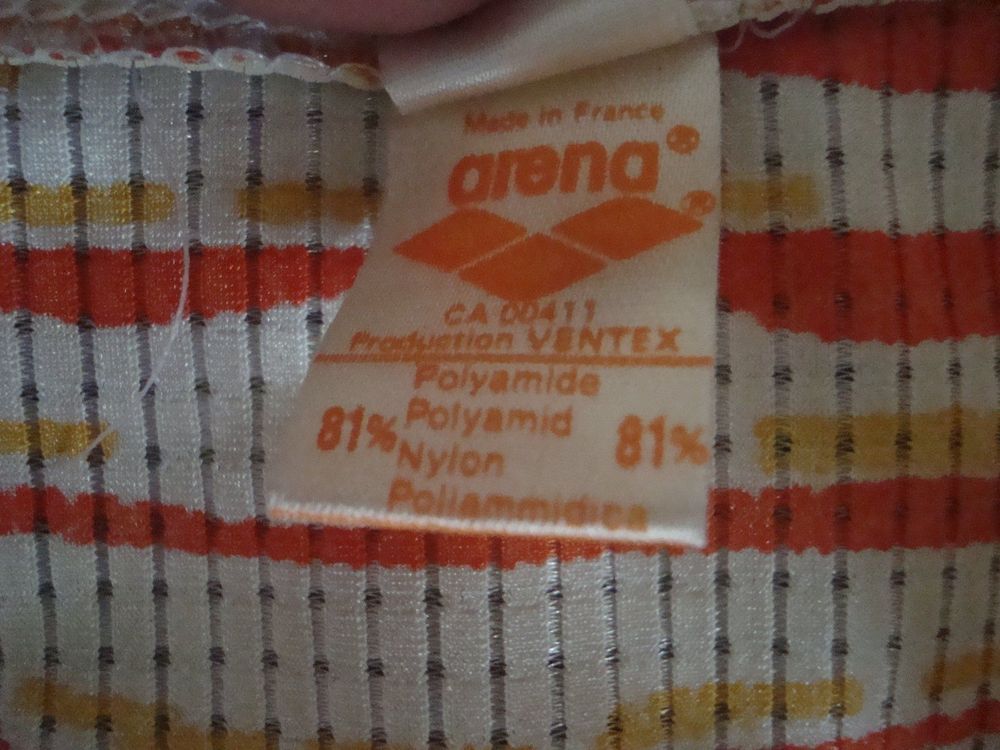 Made in France
arena®
®
CA 00411
Production VENTEX
Polyamide
81% Polyamid 81%
Nylon
Poliammidica